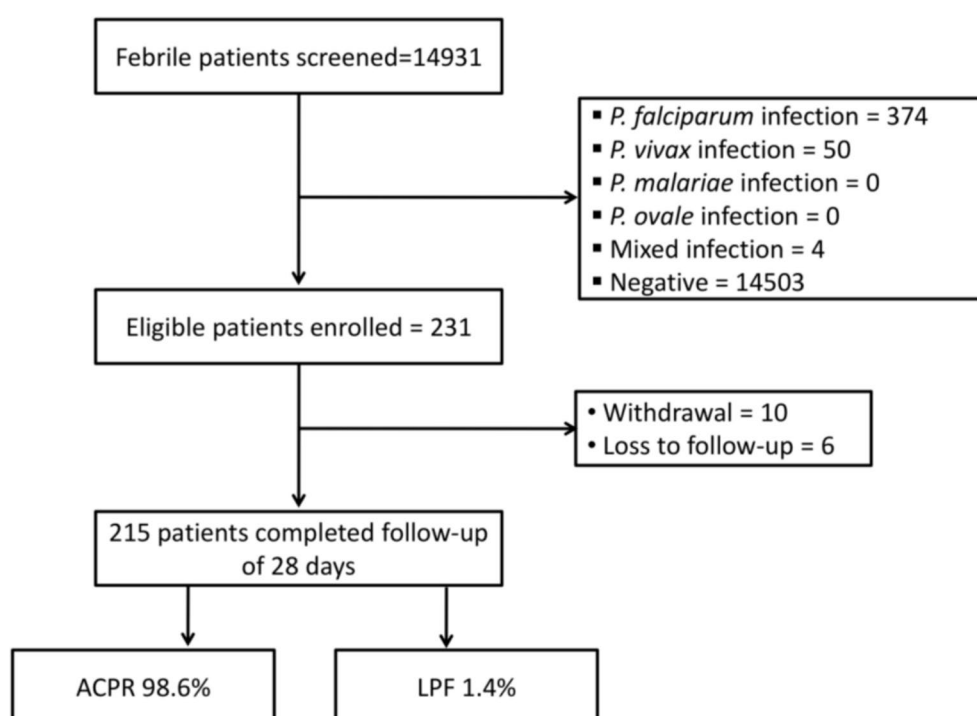 Febrile patients screened=14931
▪ P. falciparum infection = 374
▪ P. vivax infection = 50
▪ P. malariae infection = 0
▪ P. ovale infection = 0
▪ Mixed infection = 4
▪ Negative = 14503
Eligible patients enrolled = 231
• Withdrawal = 10
• Loss to follow-up = 6
215 patients completed follow-up
of 28 days
ACPR 98.6%
LPF 1.4%